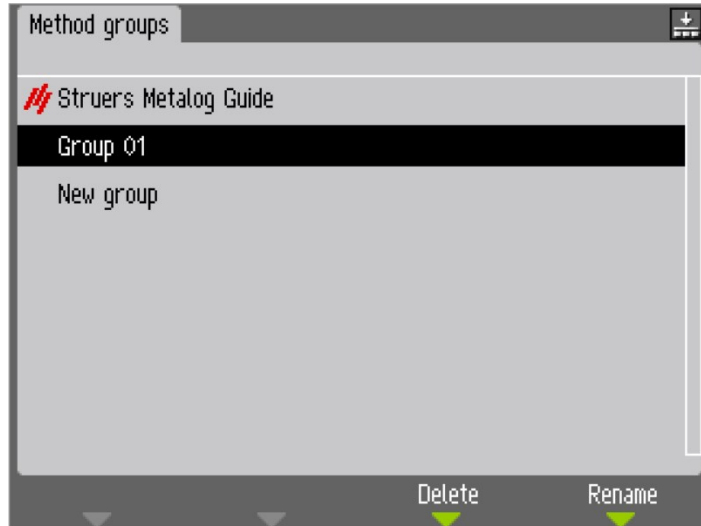 Method groups
Struers Metalog Guide
Group 01
New group
Delete Rename